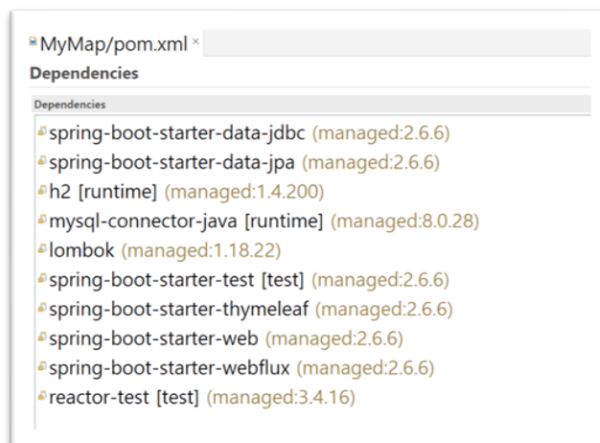 MyMap/pom.xml ×
Dependencies
Dependencies
spring-boot-starter-data-jdbc (managed:2.6.6)
spring-boot-starter-data-jpa (managed:2.6.6)
h2 [runtime] (managed:1.4.200)
mysql-connector-java [runtime] (managed:8.0.28)
lombok (managed:1.18.22)
spring-boot-starter-test [test] (managed:2.6.6)
spring-boot-starter-thymeleaf (managed:2.6.6)
spring-boot-starter-web (managed:2.6.6)
spring-boot-starter-webflux (managed:2.6.6)
reactor-test [test] (managed:3.4.16)